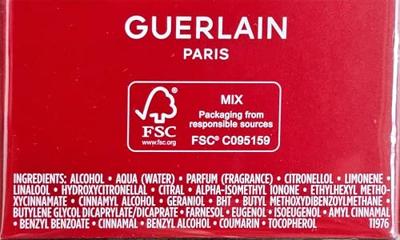 GUERLAIN
PARIS
FSC
www.fsc.org
MIX
Packaging from
responsible sources
FSC® C095159
INGREDIENTS: ALCOHOL • AQUA (WATER) • PARFUM (FRAGRANCE) • CITRONELLOL • LIMONENE •
LINALOOL • HYDROXYCITRONELLAL • CITRAL • ALPHA-ISOMETHYL IONONE • ETHYLHEXYL METHO-
XYCINNAMATE • CINNAMYL ALCOHOL • GERANIOL • BHT • BUTYL METHOXYDIBENZOYLMETHANE •
BUTYLENE GLYCOL DICAPRYLATE/DICAPRATE • FARNESOL • EUGENOL • ISOEUGENOL • AMYL CINNAMAL
• BENZYL BENZOATE • CINNAMAL • BENZYL ALCOHOL • COUMARIN • TOCOPHEROL 11976